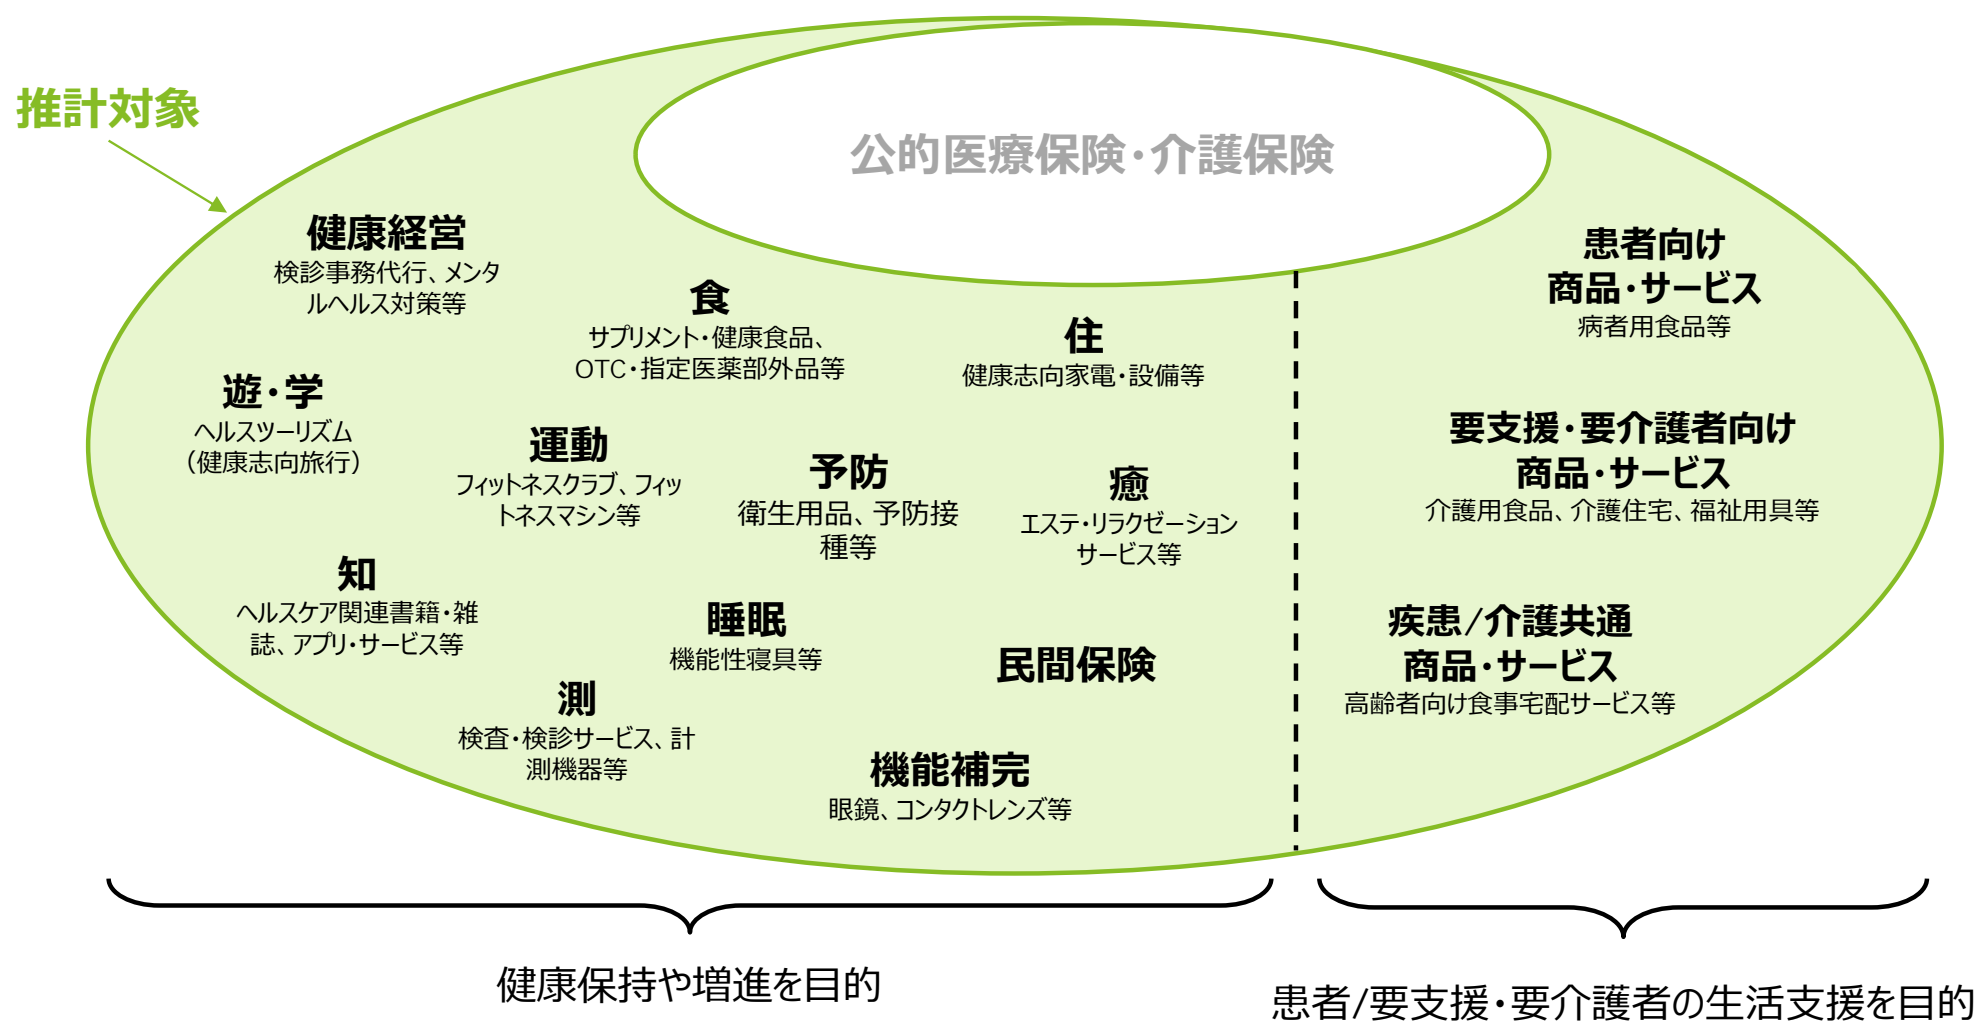 推計対象
公的医療保険・介護保険
健康経営
検診事務代行、メンタ
ルヘルス対策等
食
サプリメント・健康食品、
OTC・指定医薬部外品等
住
健康志向家電・設備等
遊・学
ヘルスツーリズム
(健康志向旅行)
運動
フィットネスクラブ、フィッ
トネスマシン等
予防
衛生用品、予防接
種等
癒
エステ・リラクゼーション
サービス等
知
ヘルスケア関連書籍・雑
誌、アプリ・サービス等
睡眠
機能性寝具等
民間保険
測
検査・検診サービス、計
測機器等
機能補完
眼鏡、コンタクトレンズ等
患者向け
商品・サービス
病者用食品等
要支援・要介護者向け
商品・サービス
介護用食品、介護住宅、福祉用具等
疾患/介護共通
商品・サービス
高齢者向け食事宅配サービス等
健康保持や増進を目的
患者/要支援・要介護者の生活支援を目的